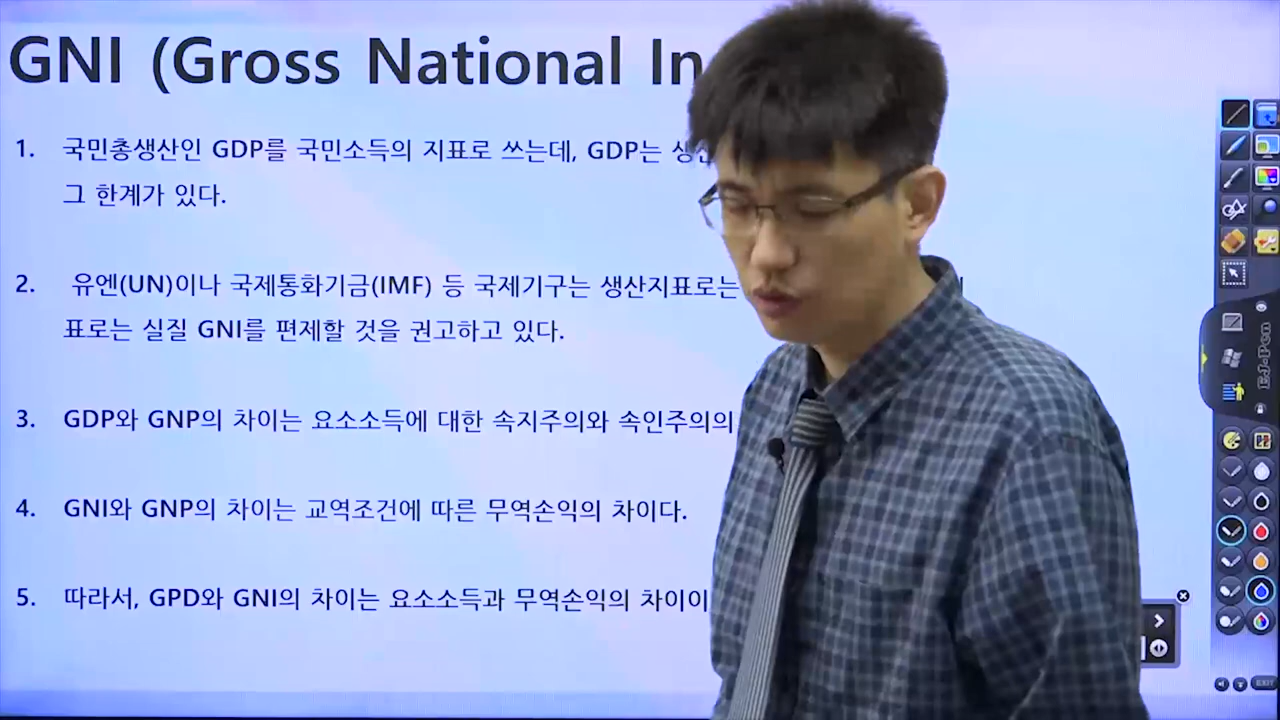 GNI (Gross National In
1. 국민총생산인 GDP를 국민소득의 지표로 쓰는데, GDP는 생산
그 한계가 있다.
2. 유엔(UN)이나 국제통화기금(IMF) 등 국제기구는 생산지표로는
표로는 실질 GNI를 편제할 것을 권고하고 있다.
3. GDP와 GNP의 차이는 요소소득에 대한 속지주의와 속인주의의
4. GNI와 GNP의 차이는 교역조건에 따른 무역손익의 차이다.
5. 따라서, GPD와 GNI의 차이는 요소소득과 무역손익의 차이이
EJ-Pen
EXIT